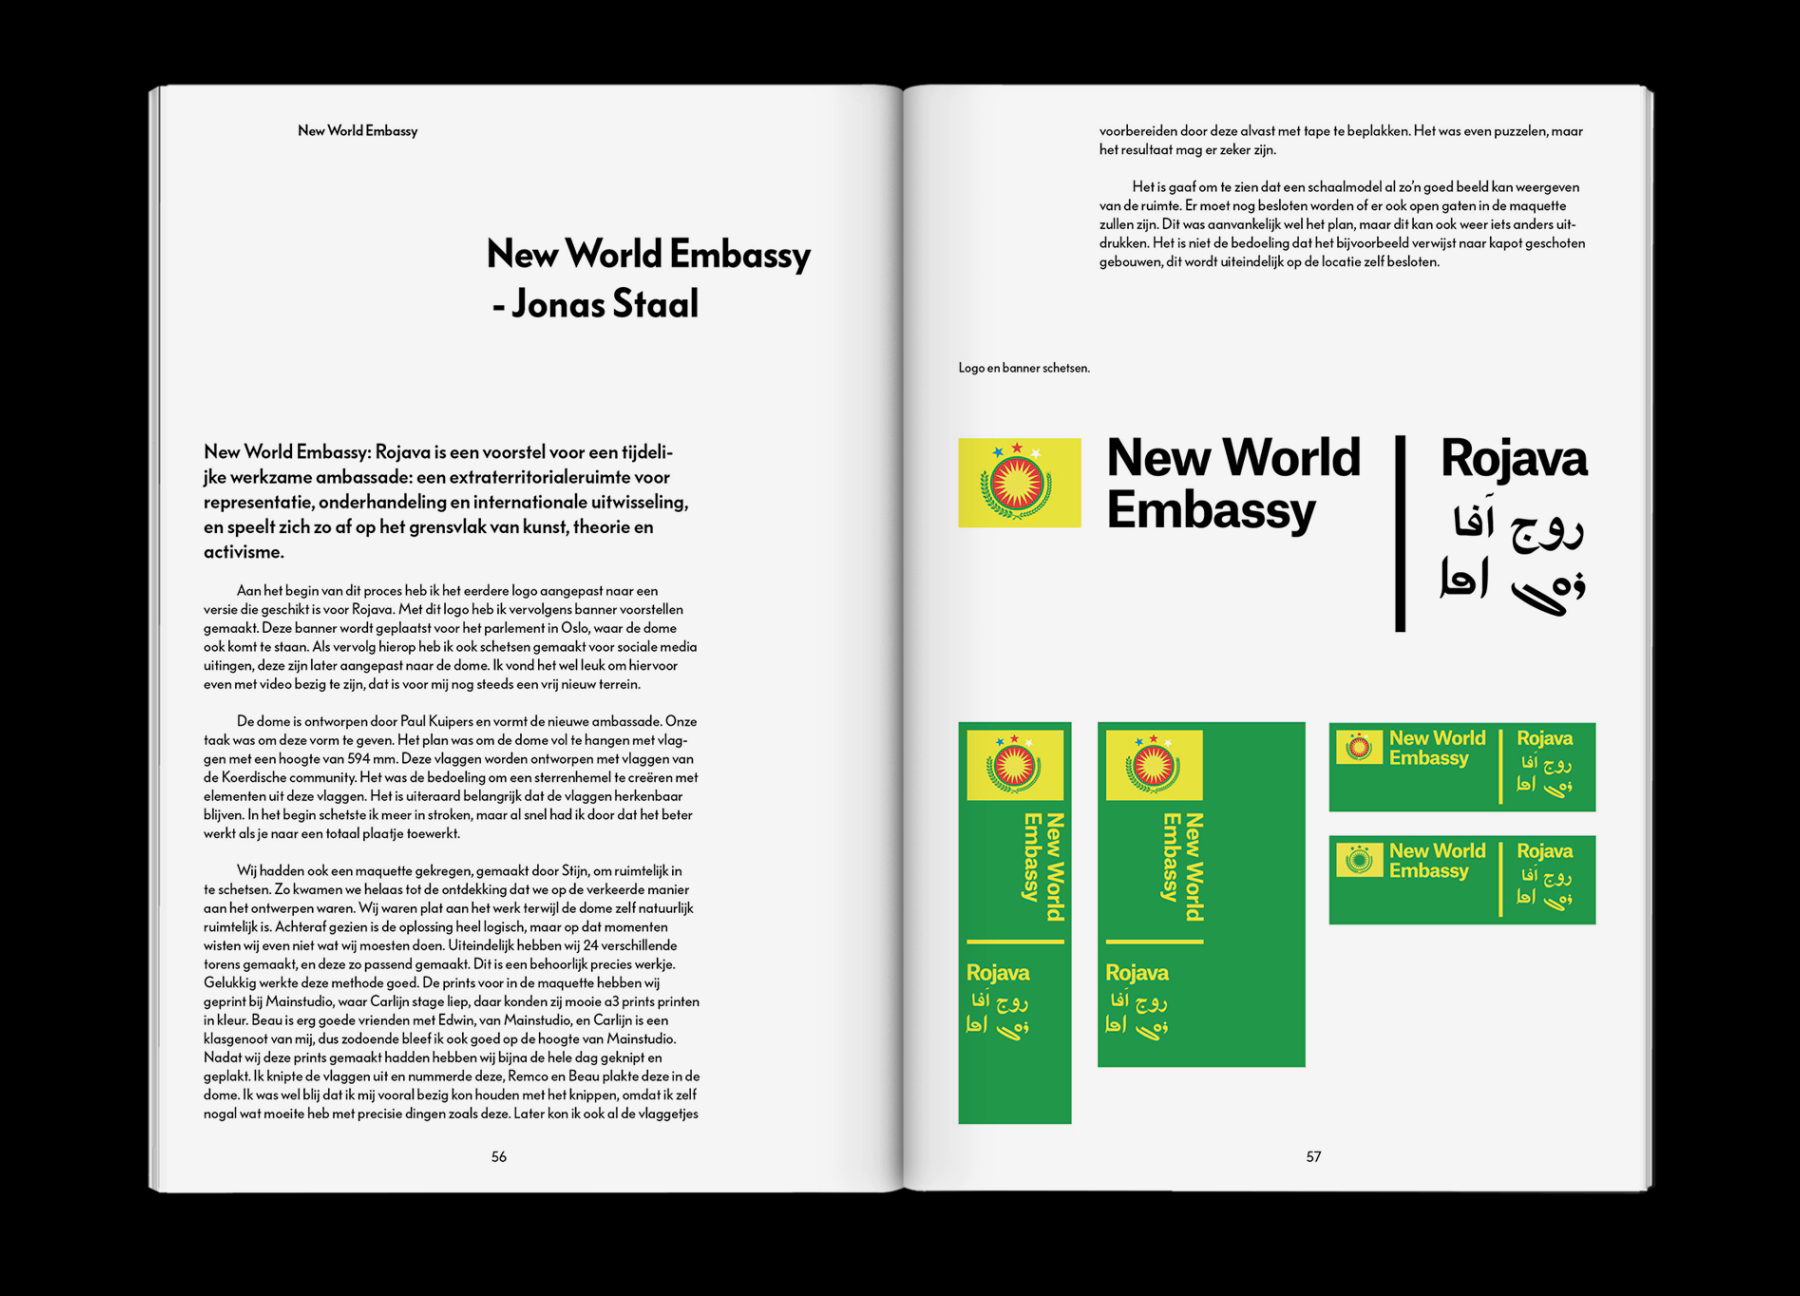 New World Embassy
New World Embassy
- Jonas Staal
New World Embassy: Rojava is een voorstel voor een tijdeli-
jke werkzame ambassade: een extraterritorialeruimte voor
representatie, onderhandeling en internationale uitwisseling,
en speelt zich zo af op het grensvlak van kunst, theorie en
activisme.
Aan het begin van dit proces heb ik het eerdere logo aangepast naar een
versie die geschikt is voor Rojava. Met dit logo heb ik vervolgens banner voorstellen
gemaakt. Deze banner wordt geplaatst voor het parlement in Oslo, waar de dome
ook komt te staan. Als vervolg hierop heb ik ook schetsen gemaakt voor sociale media
uitingen, deze zijn later aangepast naar de dome. Ik vond het wel leuk om hiervoor
even met video bezig te zijn, dat is voor mij nog steeds een vrij nieuw terrein.
De dome is ontworpen door Paul Kuipers en vormt de nieuwe ambassade. Onze
taak was om deze vorm te geven. Het plan was om de dome vol te hangen met vlag-
gen met een hoogte van 594 mm. Deze vlaggen worden ontworpen met vlaggen van
de Koerdische community. Het was de bedoeling om een sterrenhemel te creëren met
elementen uit deze vlaggen. Het is uiteraard belangrijk dat de vlaggen herkenbaar
blijven. In het begin schetste ik meer in stroken, maar al snel had ik door dat het beter
werkt als je naar een totaal plaatje toewerkt.
Wij hadden ook een maquette gekregen, gemaakt door Stijn, om ruimtelijk in
te schetsen. Zo kwamen we helaas tot de ontdekking dat we op de verkeerde manier
aan het ontwerpen waren. Wij waren plat aan het werk terwijl de dome zelf natuurlijk
ruimtelijk is. Achteraf gezien is de oplossing heel logisch, maar op dat momenten
wisten wij even niet wat wij moesten doen. Uiteindelijk hebben wij 24 verschillende
torens gemaakt, en deze zo passend gemaakt. Dit is een behoorlijk precies werkje.
Gelukkig werkte deze methode goed. De prints voor in de maquette hebben wij
geprint bij Mainstudio, waar Carlijn stage liep, daar konden zij mooie a3 prints printen
in kleur. Beau is erg goede vrienden met Edwin, van Mainstudio, en Carlijn is een
klasgenoot van mij, dus zodoende bleef ik ook goed op de hoogte van Mainstudio.
Nadat wij deze prints gemaakt hadden hebben wij bijna de hele dag geknipt en
geplakt. Ik knipte de vlaggen uit en nummerde deze, Remco en Beau plakte deze in de
dome. Ik was wel blij dat ik mij vooral bezig kon houden met het knippen, omdat ik zelf
nogal wat moeite heb met precisie dingen zoals deze. Later kon ik ook al de vlaggetjes
56
voorbereiden door deze alvast met tape te beplakken. Het was even puzzelen, maar
het resultaat mag er zeker zijn.
Het is gaaf om te zien dat een schaalmodel al zo'n goed beeld kan weergeven
van de ruimte. Er moet nog besloten worden of er ook open gaten in de maquette
zullen zijn. Dit was aanvankelijk wel het plan, maar dit kan ook weer iets anders uit-
drukken. Het is niet de bedoeling dat het bijvoorbeeld verwijst naar kapot geschoten
gebouwen, dit wordt uiteindelijk op de locatie zelf besloten.
Logo en banner schetsen.
New World
Embassy
Rojava
روج آفا
New World
Embassy
Rojava
روج آفا
New World
Embassy
Rojava
روج آفا
New World
Embassy
Rojava
روج آفا
New World
Embassy
Rojava
روج آفا
57